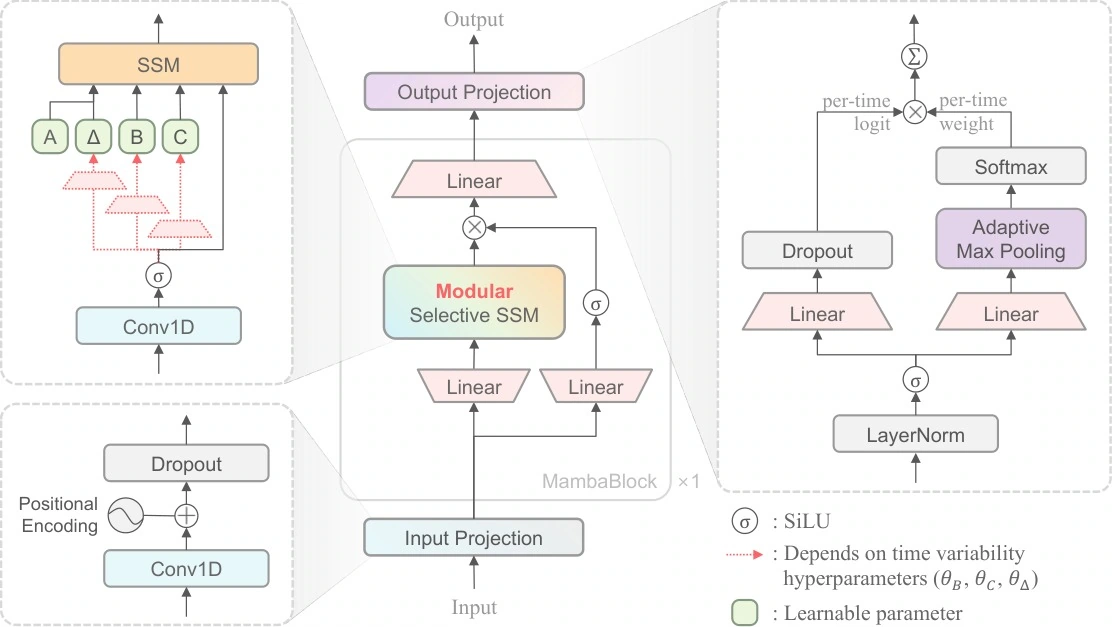 SSM
A
Δ
B
C
σ
Conv1D
Dropout
Positional
Encoding
Conv1D
Output
Output Projection
Linear
Modular
Selective SSM
σ
Linear
Linear
MambaBlock ×1
Input Projection
Input
Σ
per-time
logit
per-time
weight
Softmax
Dropout
Adaptive
Max Pooling
Linear
Linear
σ
LayerNorm
σ : SiLU
: Depends on time variability
hyperparameters (θ_B, θ_C, θ_Δ)
: Learnable parameter